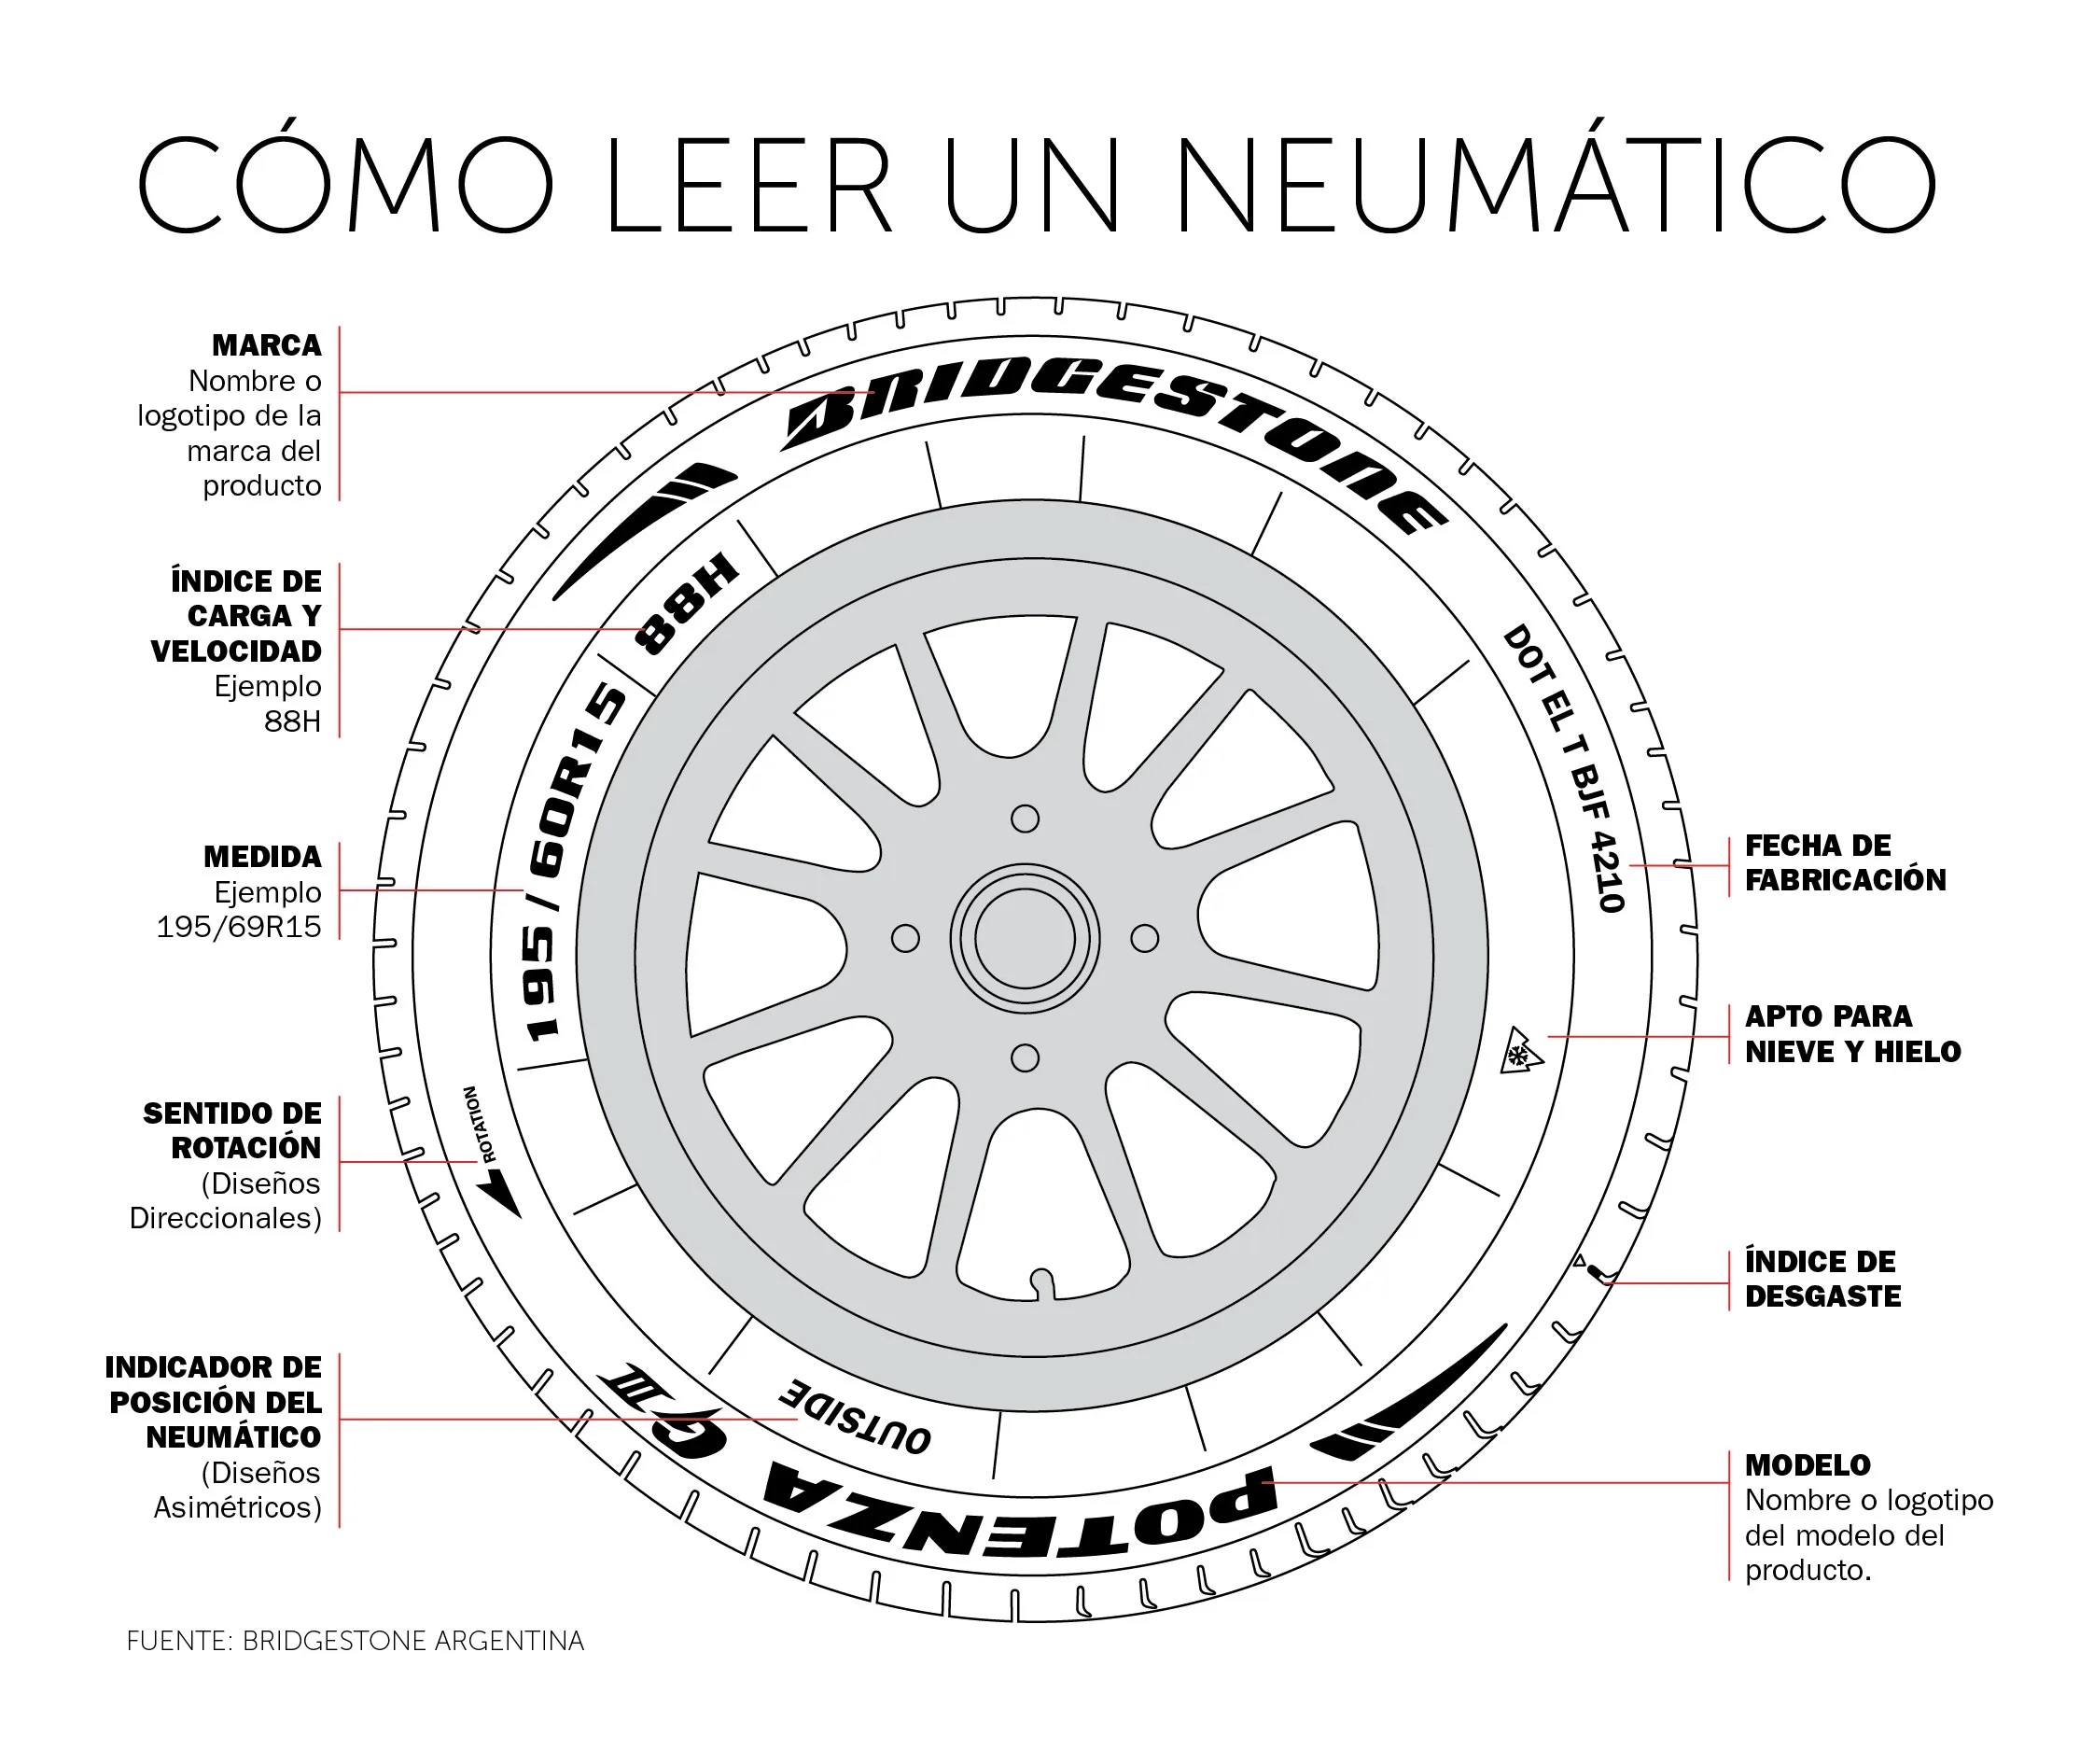 CÓMO LEER UN NEUMÁTICO
MARCA
Nombre o
logotipo de la
marca del
producto
ÍNDICE DE
CARGA Y
VELOCIDAD
Ejemplo
88H
MEDIDA
Ejemplo
195/69R15
SENTIDO DE
ROTACIÓN
(Diseños
Direccionales)
INDICADOR DE
POSICIÓN DEL
NEUMÁTICO
(Diseños
Asimétricos)
BRIDGESTONE
88H
195/60R15
ROTATION
OUTSIDE
POTENZA G III
DOT EL T BJF 4210
FECHA DE
FABRICACIÓN
APTO PARA
NIEVE Y HIELO
ÍNDICE DE
DESGASTE
MODELO
Nombre o logotipo
del modelo del
producto.
FUENTE: BRIDGESTONE ARGENTINA